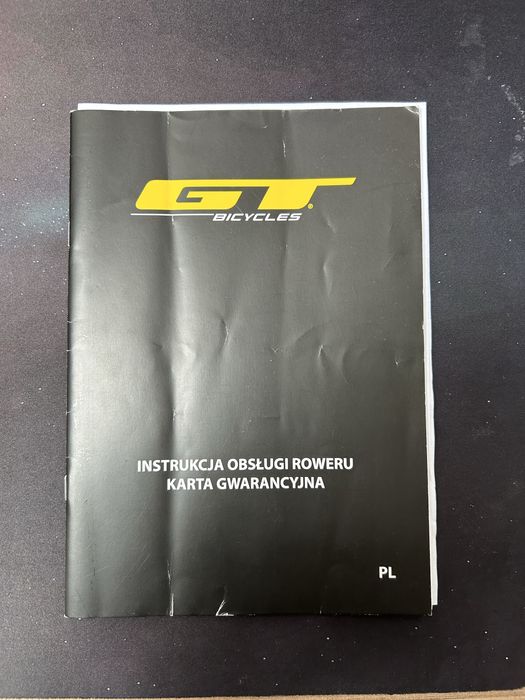 GT®
BICYCLES
INSTRUKCJA OBSŁUGI ROWERU
KARTA GWARANCYJNA
PL